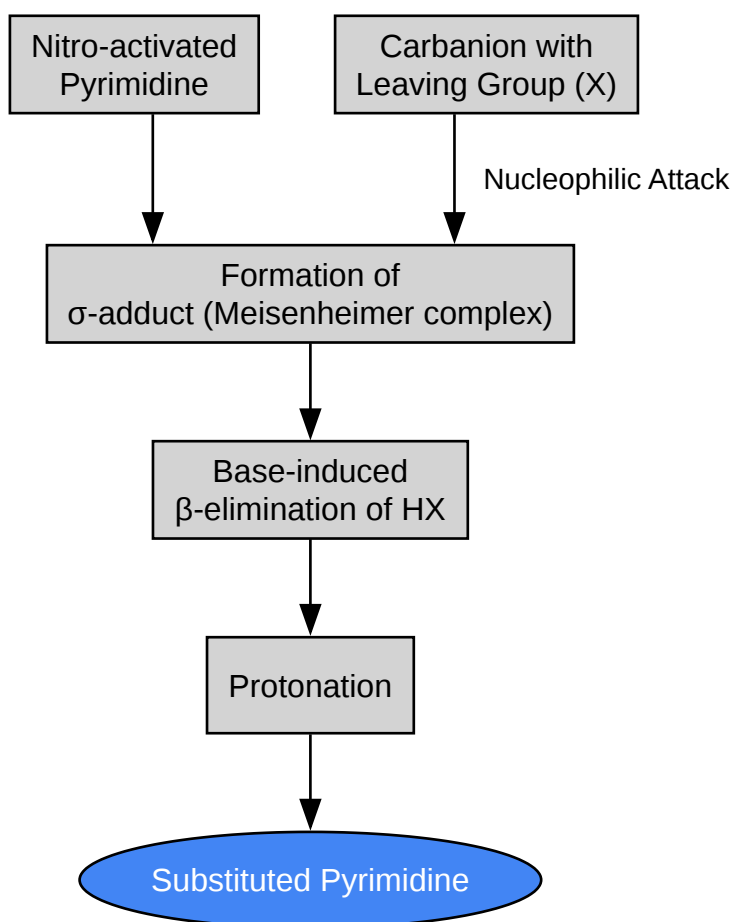 Nitro-activated
Pyrimidine
Carbanion with
Leaving Group (X)
Nucleophilic Attack
Formation of
σ-adduct (Meisenheimer complex)
Base-induced
β-elimination of HX
Protonation
Substituted Pyrimidine